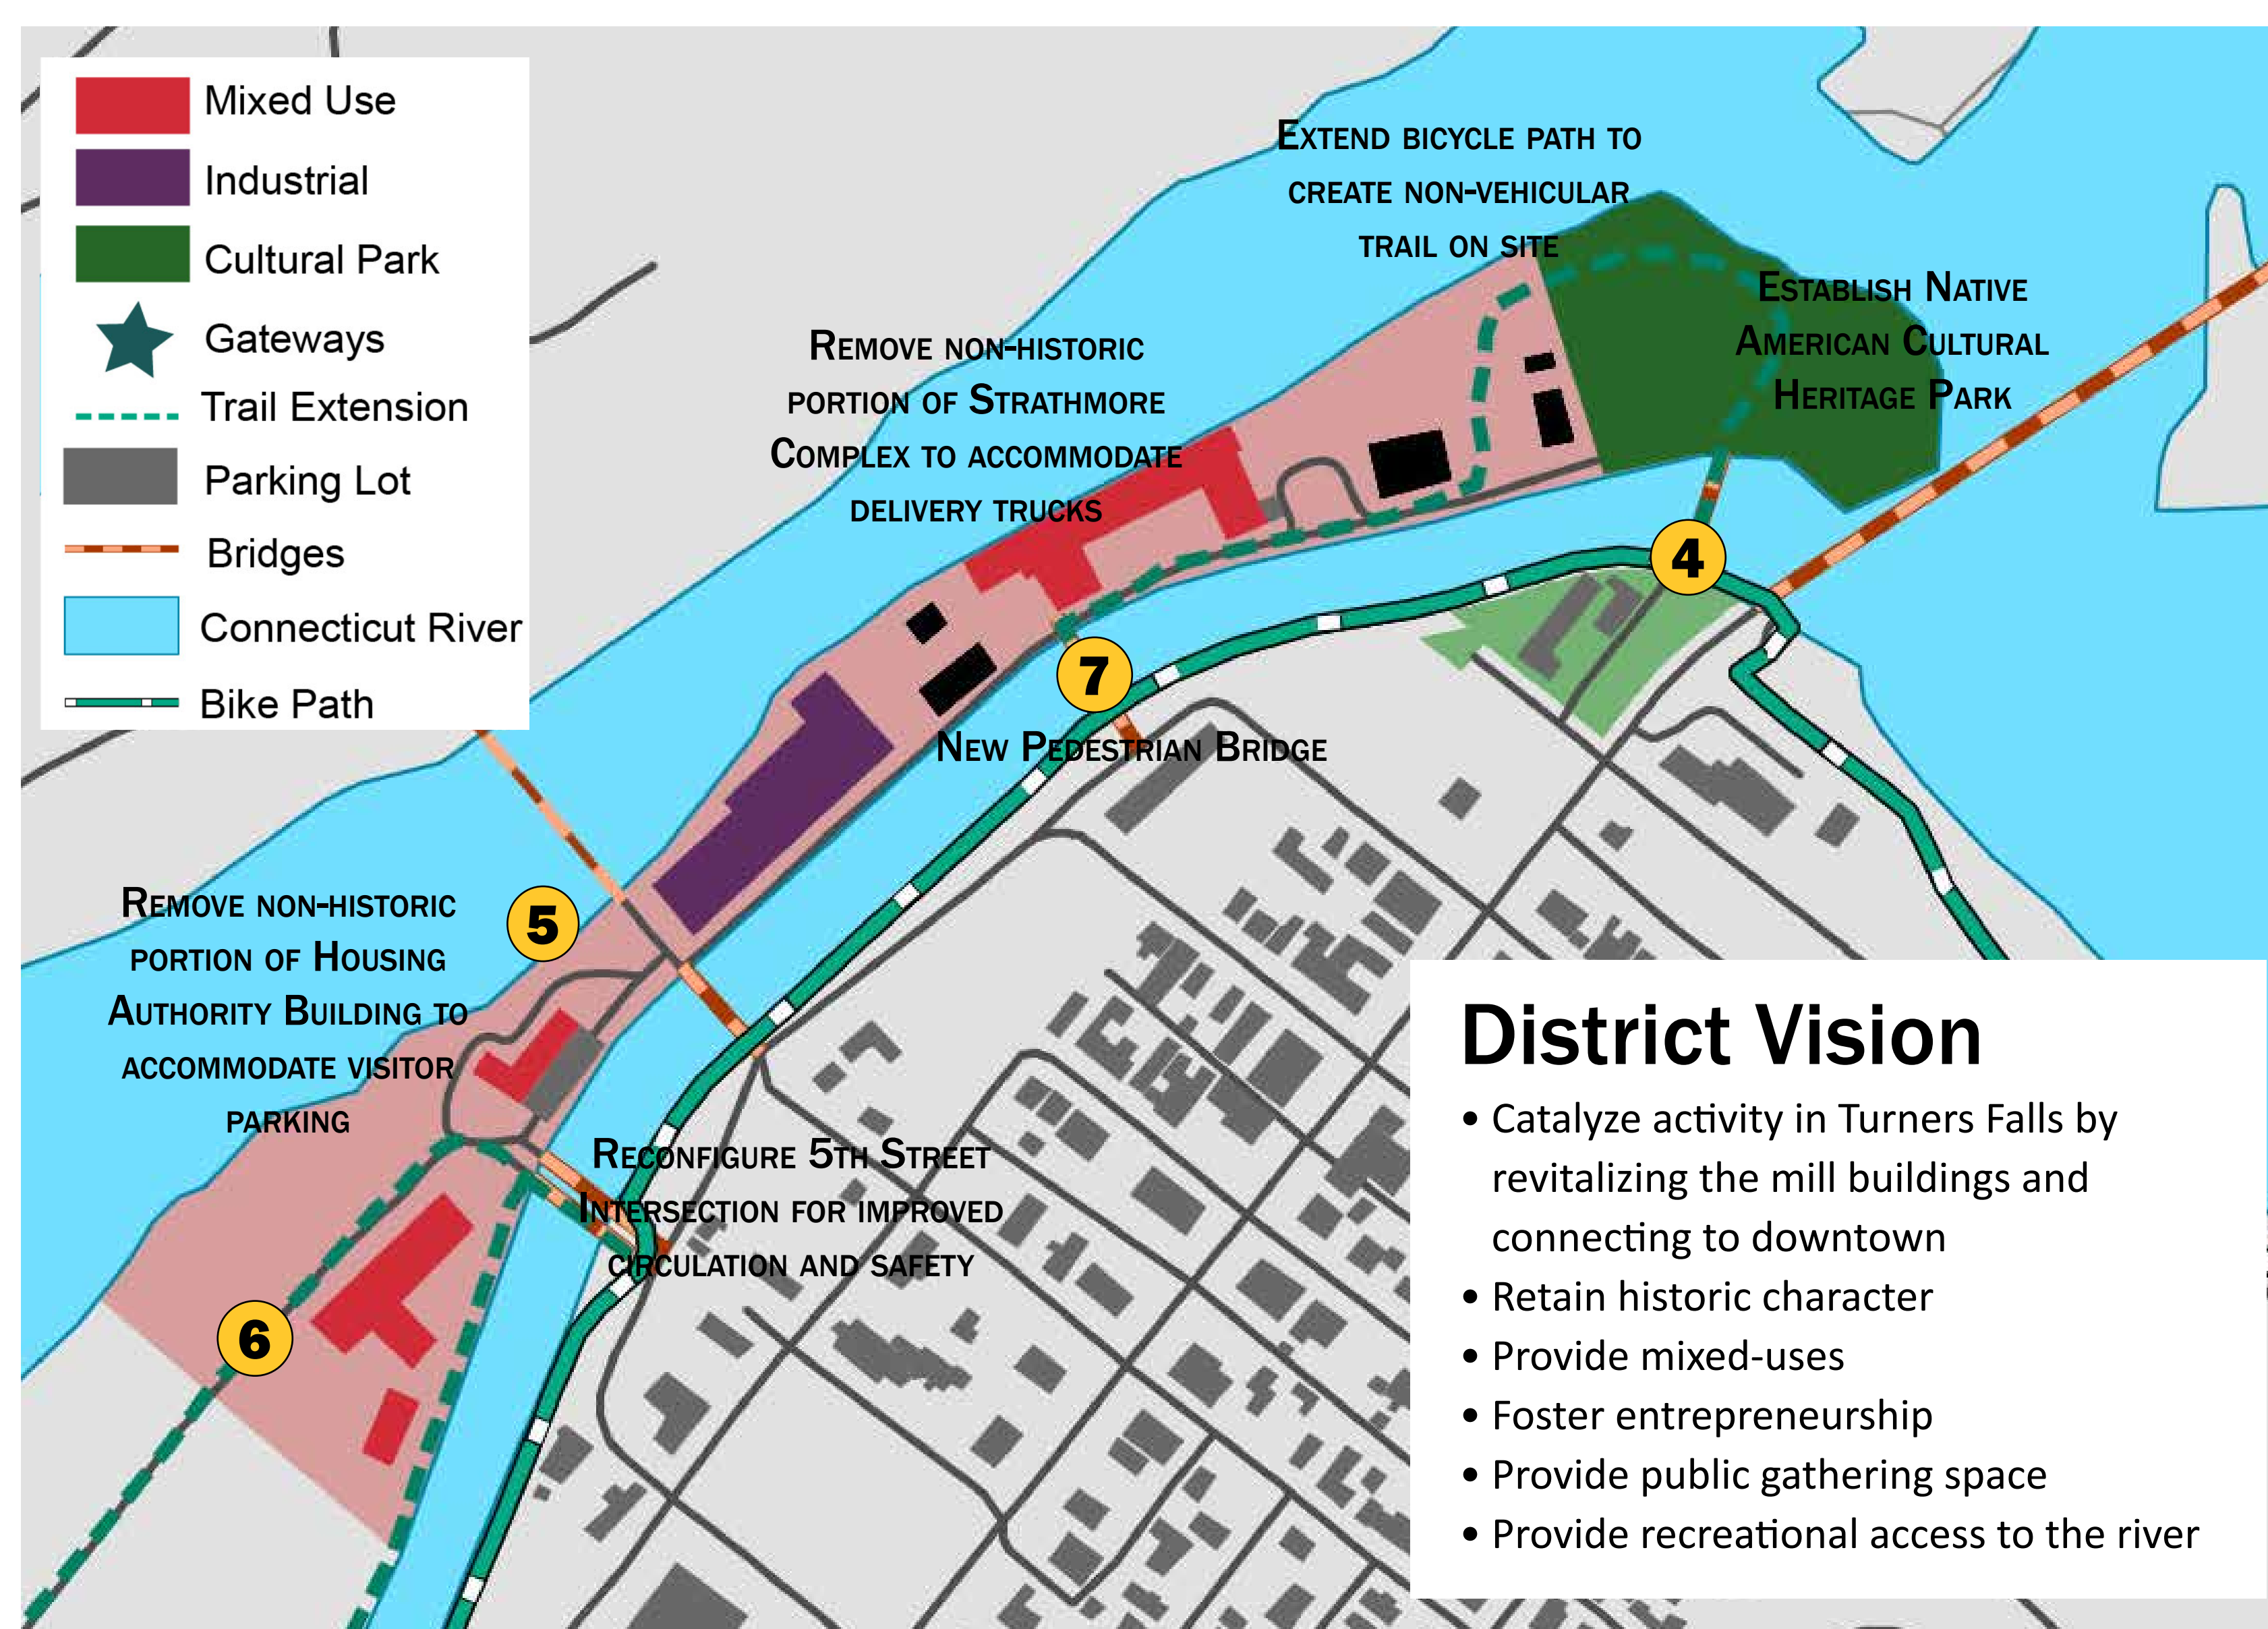 Mixed Use
Industrial
Cultural Park
Gateways
Trail Extension
Parking Lot
Bridges
Connecticut River
Bike Path
Extend bicycle path to
create non-vehicular
trail on site
Establish Native
American Cultural
Heritage Park
Remove non-historic
portion of Strathmore
Complex to accommodate
delivery trucks
4
7
New Pedestrian Bridge
5
Remove non-historic
portion of Housing
Authority Building to
accommodate visitor
parking
Reconfigure 5th Street
Intersection for improved
circulation and safety
6
District Vision
• Catalyze activity in Turners Falls by
revitalizing the mill buildings and
connecting to downtown
• Retain historic character
• Provide mixed-uses
• Foster entrepreneurship
• Provide public gathering space
• Provide recreational access to the river